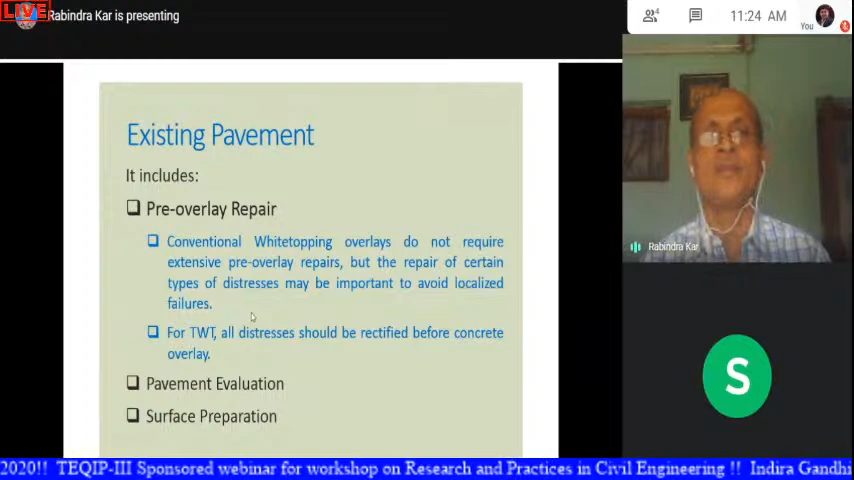 LIVE
Rabindra Kar is presenting
4
11:24 AM
You
Existing Pavement
It includes:
Pre-overlay Repair
Conventional Whitetopping overlays do not require
extensive pre-overlay repairs, but the repair of certain
types of distresses may be important to avoid localized
failures.
For TWT, all distresses should be rectified before concrete
overlay.
Pavement Evaluation
Surface Preparation
Rabindra Kar
S
2020!! TEQIP-III Sponsored webinar for workshop on Research and Practices in Civil Engineering !! Indira Gandhi